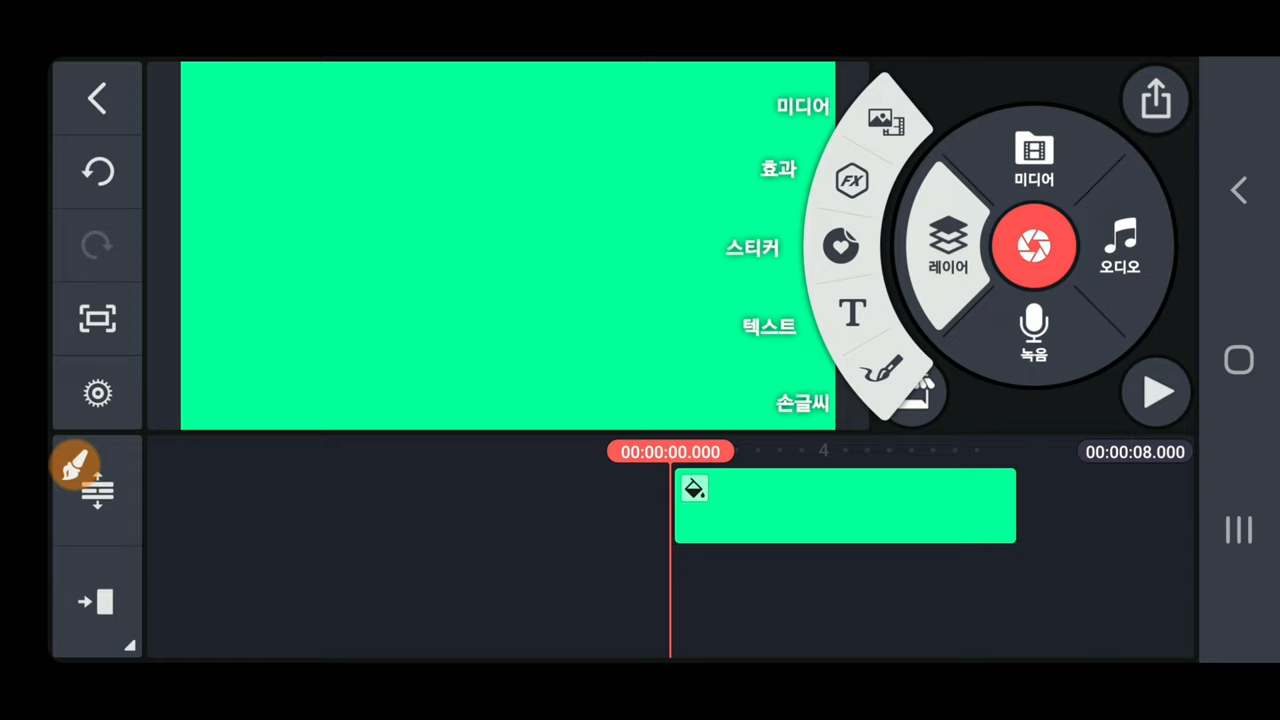 미디어
효과
스티커
텍스트
손글씨
FX
T
미디어
레이어
오디오
녹음
00:00:00.000
4
00:00:08.000